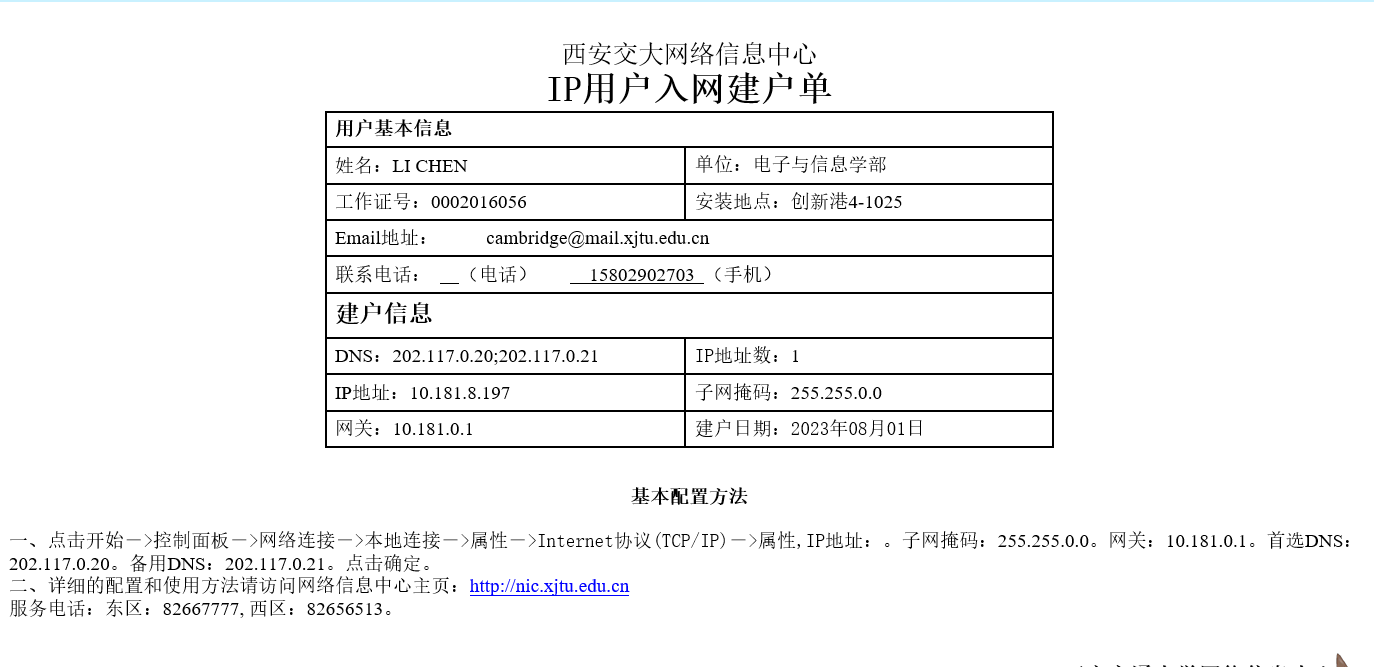 西安交大网络信息中心
IP用户入网建户单
用户基本信息
姓名：LI CHEN 单位：电子与信息学部
工作证号：0002016056 安装地点：创新港4-1025
Email地址： cambridge@mail.xjtu.edu.cn
联系电话： __（电话） 15802902703 （手机）
建户信息
DNS：202.117.0.20;202.117.0.21 IP地址数：1
IP地址：10.181.8.197 子网掩码：255.255.0.0
网关：10.181.0.1 建户日期：2023年08月01日
基本配置方法
一、点击开始－>控制面板－>网络连接－>本地连接－>属性－>Internet协议(TCP/IP)－>属性,IP地址：。子网掩码：255.255.0.0。网关：10.181.0.1。首选DNS：
202.117.0.20。备用DNS：202.117.0.21。点击确定。
二、详细的配置和使用方法请访问网络信息中心主页：http://nic.xjtu.edu.cn
服务电话：东区：82667777, 西区：82656513。